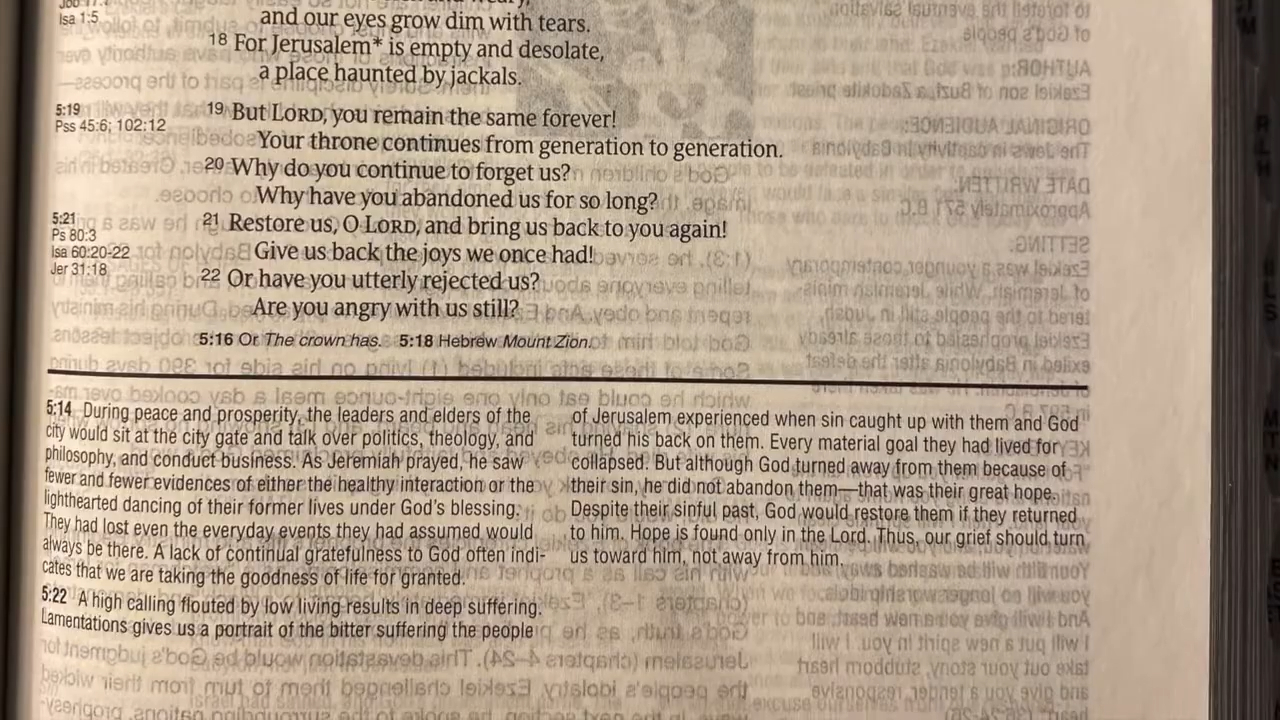 Isa 1:5
and our eyes grow dim with tears.
18 For Jerusalem* is empty and desolate,
a place haunted by jackals.
5:19
Pss 45:6; 102:12
19 But LORD, you remain the same forever!
Your throne continues from generation to generation.
20 Why do you continue to forget us?
Why have you abandoned us for so long?
5:21
Ps 80:3
Isa 60:20-22
Jer 31:18
21 Restore us, O LORD, and bring us back to you again!
Give us back the joys we once had!
22 Or have you utterly rejected us?
Are you angry with us still?
5:16 Or The crown has. 5:18 Hebrew Mount Zion.
5:14 During peace and prosperity, the leaders and elders of the
city would sit at the city gate and talk over politics, theology, and
philosophy, and conduct business. As Jeremiah prayed, he saw
fewer and fewer evidences of either the healthy interaction or the
lighthearted dancing of their former lives under God's blessing.
They had lost even the everyday events they had assumed would
always be there. A lack of continual gratefulness to God often indi-
cates that we are taking the goodness of life for granted.
5:22 A high calling flouted by low living results in deep suffering.
Lamentations gives us a portrait of the bitter suffering the people
of Jerusalem experienced when sin caught up with them and God
turned his back on them. Every material goal they had lived for
collapsed. But although God turned away from them because of
their sin, he did not abandon them—that was their great hope.
Despite their sinful past, God would restore them if they returned
to him. Hope is found only in the Lord. Thus, our grief should turn
us toward him, not away from him.